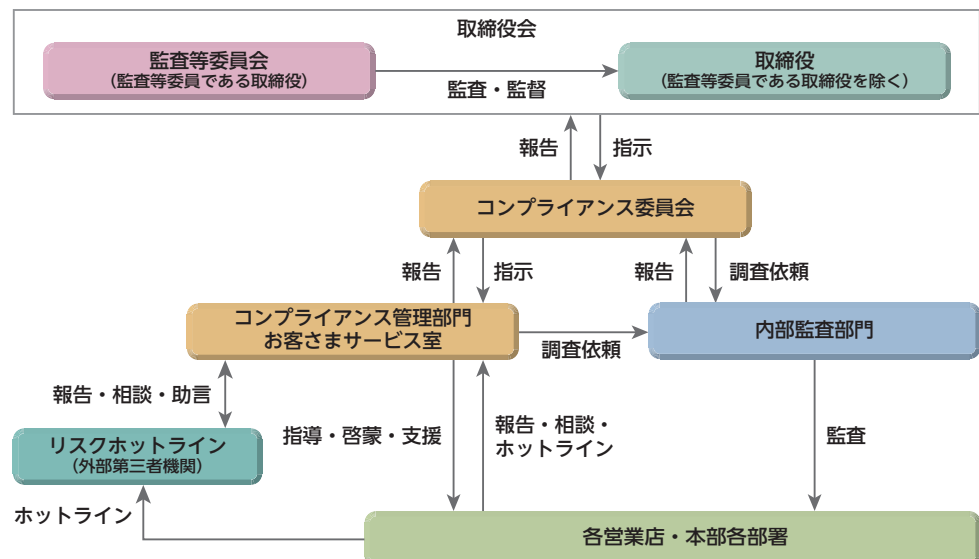 取締役会
監査等委員会
(監査等委員である取締役)
取締役
(監査等委員である取締役を除く)
監査・監督
報告
指示
コンプライアンス委員会
報告
指示
報告
調査依頼
コンプライアンス管理部門
お客さまサービス室
内部監査部門
調査依頼
報告・相談・助言
指導・啓蒙・支援
報告・相談・
ホットライン
監査
リスクホットライン
(外部第三者機関)
ホットライン
各営業店・本部各部署